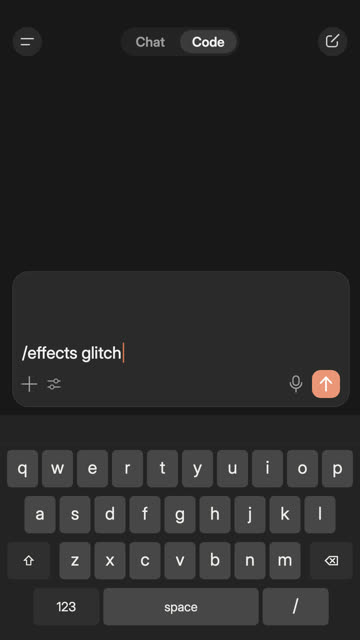 Chat Code
/effects glitch
q w e r t y u i o p
a s d f g h j k l
z x c v b n m
123 space /